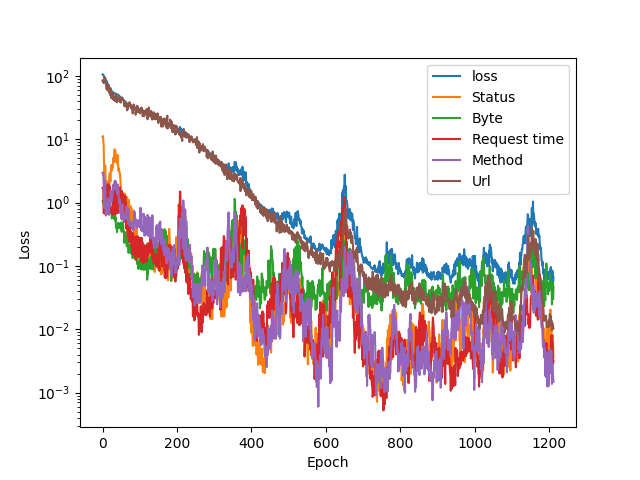 10²
10¹
10⁰
10⁻¹
10⁻²
10⁻³
Loss
0 200 400 600 800 1000 1200
Epoch
loss
Status
Byte
Request time
Method
Url